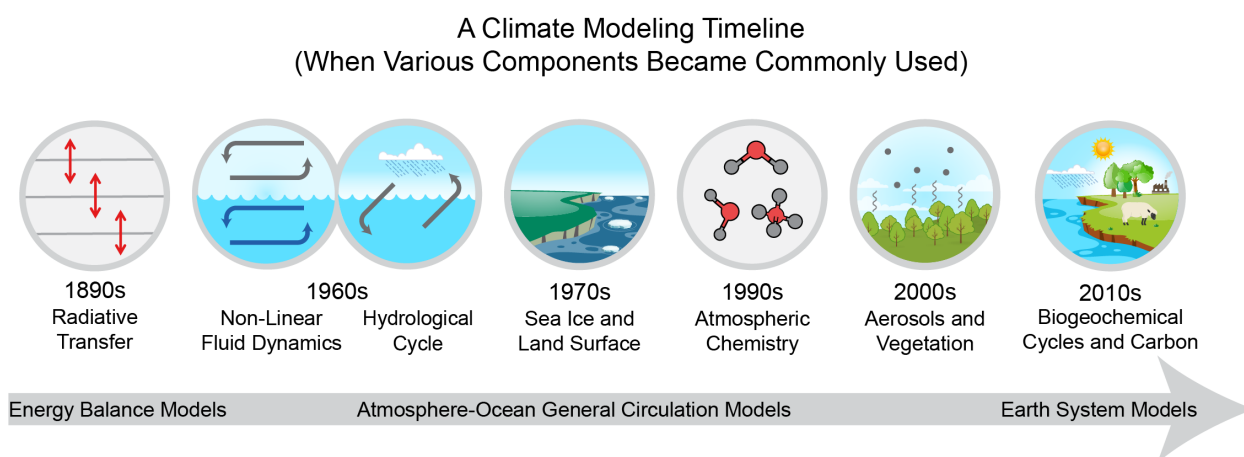 A Climate Modeling Timeline
(When Various Components Became Commonly Used)
1890s
Radiative
Transfer
1960s
Non-Linear
Fluid Dynamics
Hydrological
Cycle
1970s
Sea Ice and
Land Surface
1990s
Atmospheric
Chemistry
2000s
Aerosols and
Vegetation
2010s
Biogeochemical
Cycles and Carbon
Energy Balance Models
Atmosphere-Ocean General Circulation Models
Earth System Models